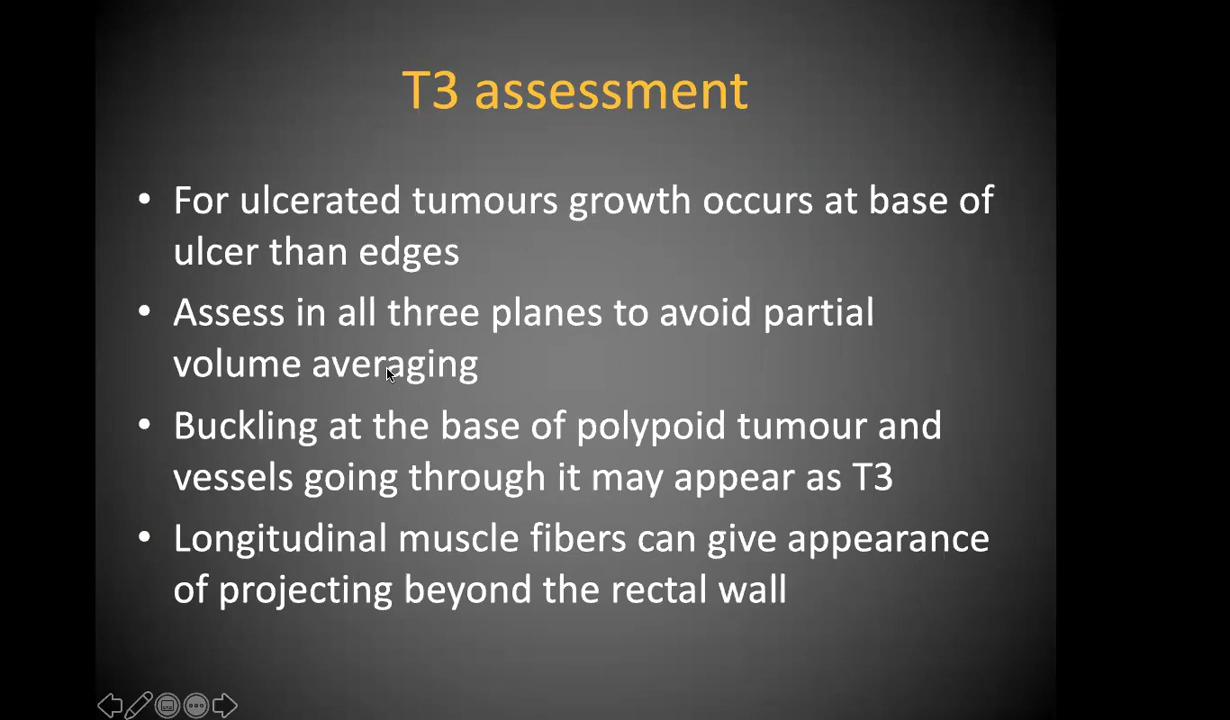 T3 assessment
• For ulcerated tumours growth occurs at base of
ulcer than edges
• Assess in all three planes to avoid partial
volume averaging
• Buckling at the base of polypoid tumour and
vessels going through it may appear as T3
• Longitudinal muscle fibers can give appearance
of projecting beyond the rectal wall